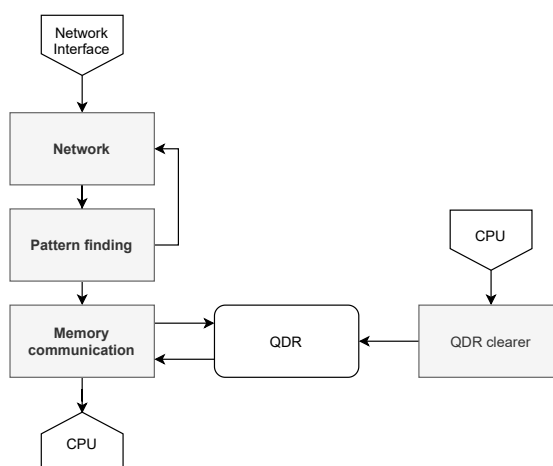 Network
Interface
Network
Pattern finding
CPU
Memory
communication
QDR
QDR clearer
CPU